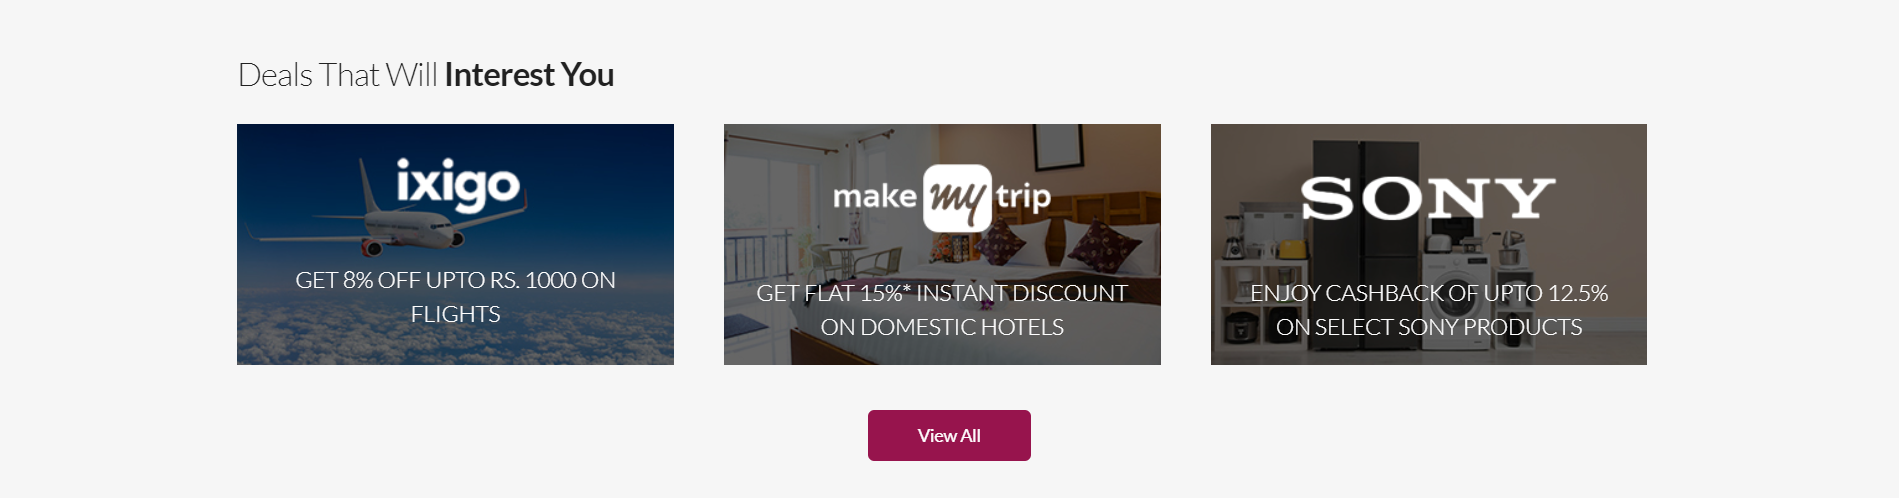 Deals That Will Interest You
ixigo
GET 8% OFF UPTO RS. 1000 ON
FLIGHTS
make my trip
GET FLAT 15%* INSTANT DISCOUNT
ON DOMESTIC HOTELS
SONY
ENJOY CASHBACK OF UPTO 12.5%
ON SELECT SONY PRODUCTS
View All